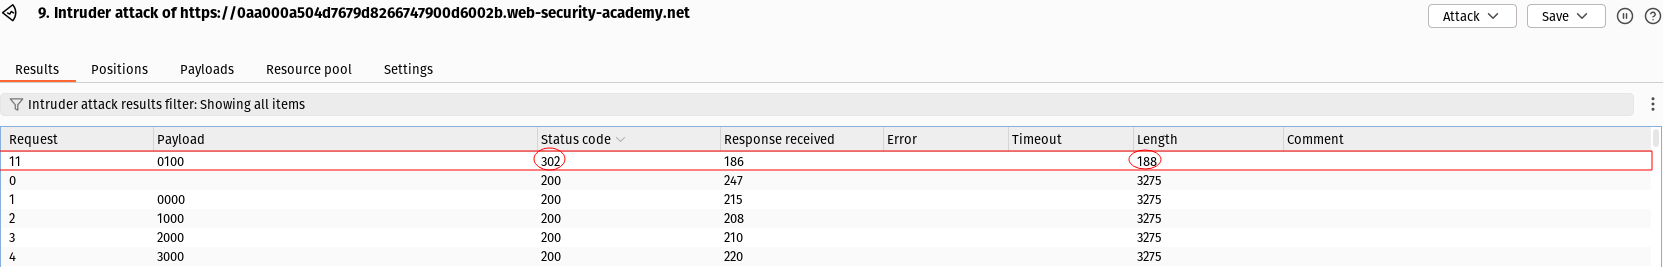 9. Intruder attack of https://0aa000a504d7679d8266747900d6002b.web-security-academy.net
Attack Save
Results Positions Payloads Resource pool Settings
Intruder attack results filter: Showing all items
Request Payload Status code Response received Error Timeout Length Comment
11 0100 302 186 188
0 200 247 3275
1 0000 200 215 3275
2 1000 200 208 3275
3 2000 200 210 3275
4 3000 200 220 3275